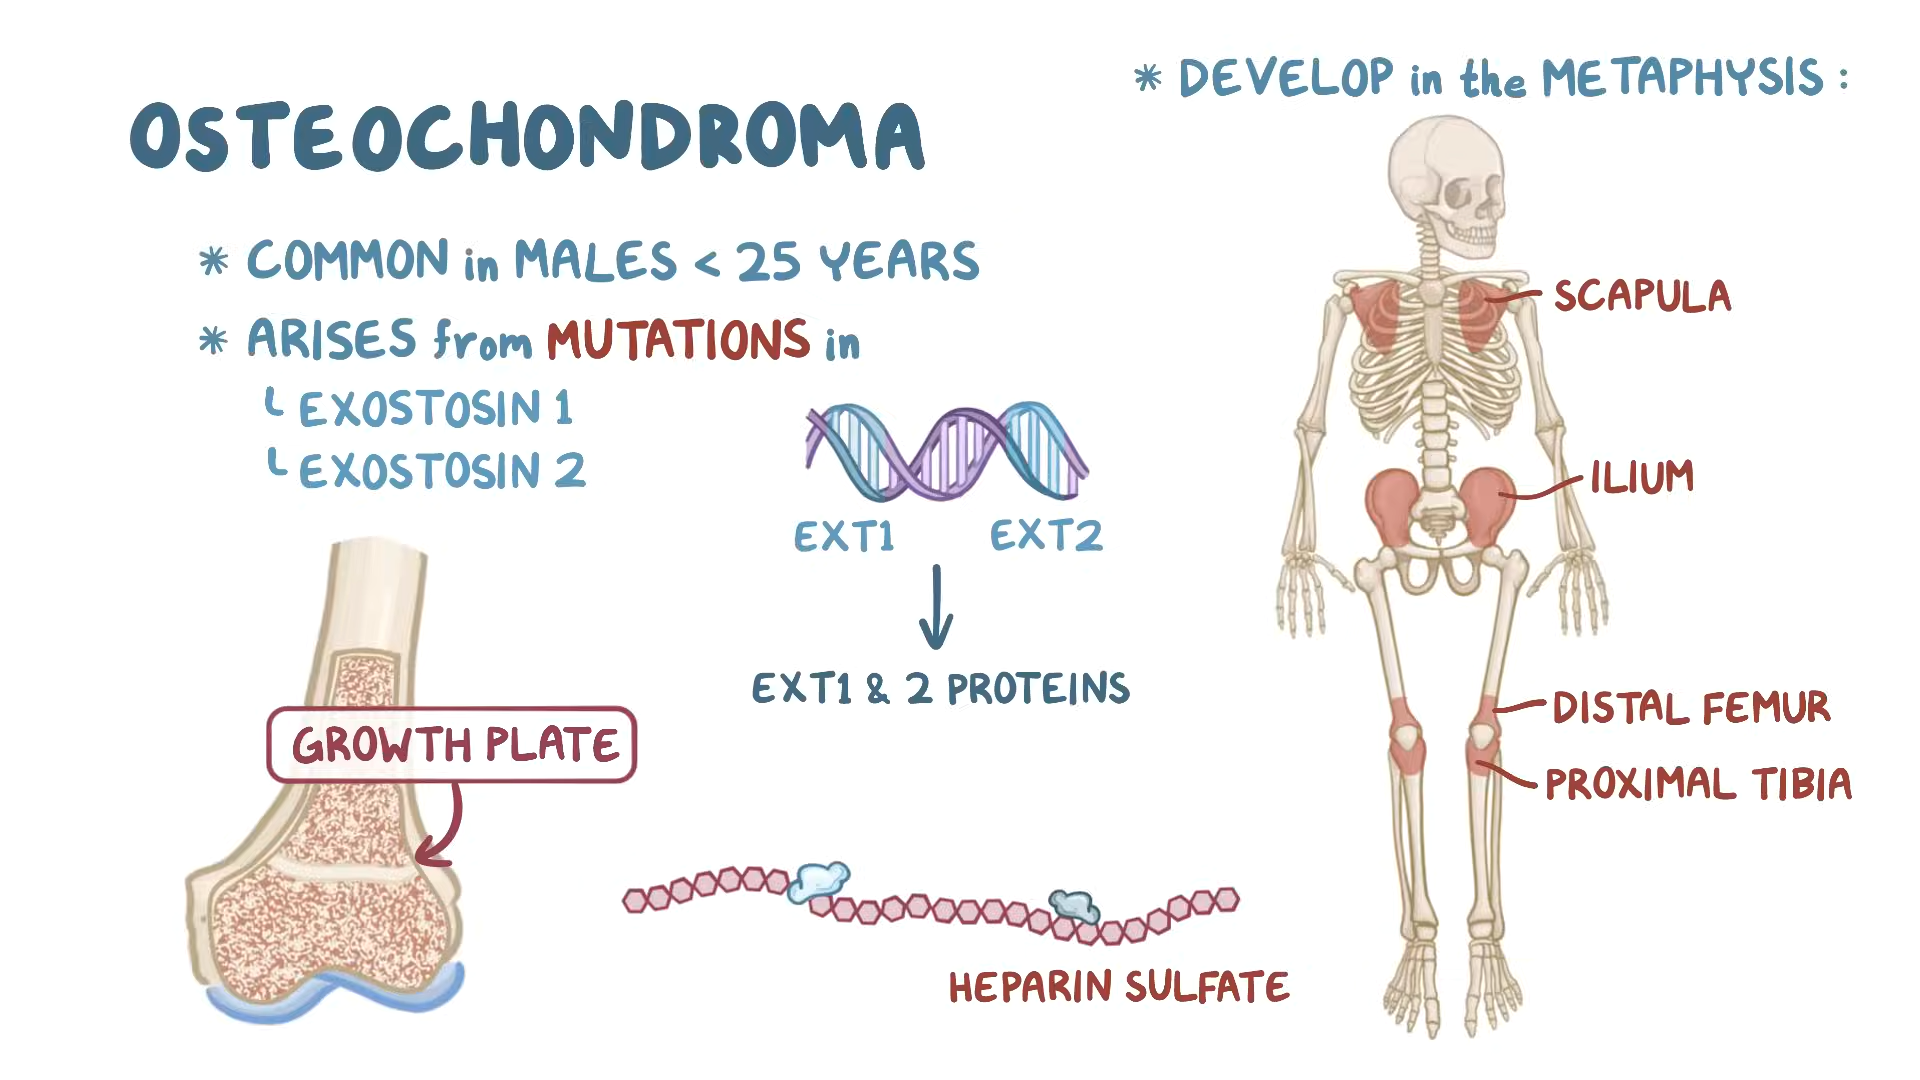 OSTEOCHONDROMA
* COMMON in MALES < 25 YEARS
* ARISES from MUTATIONS in
EXOSTOSIN 1
EXOSTOSIN 2
EXT1 EXT2
EXT1 & 2 PROTEINS
GROWTH PLATE
HEPARIN SULFATE
* DEVELOP in the METAPHYSIS :
SCAPULA
ILIUM
DISTAL FEMUR
PROXIMAL TIBIA